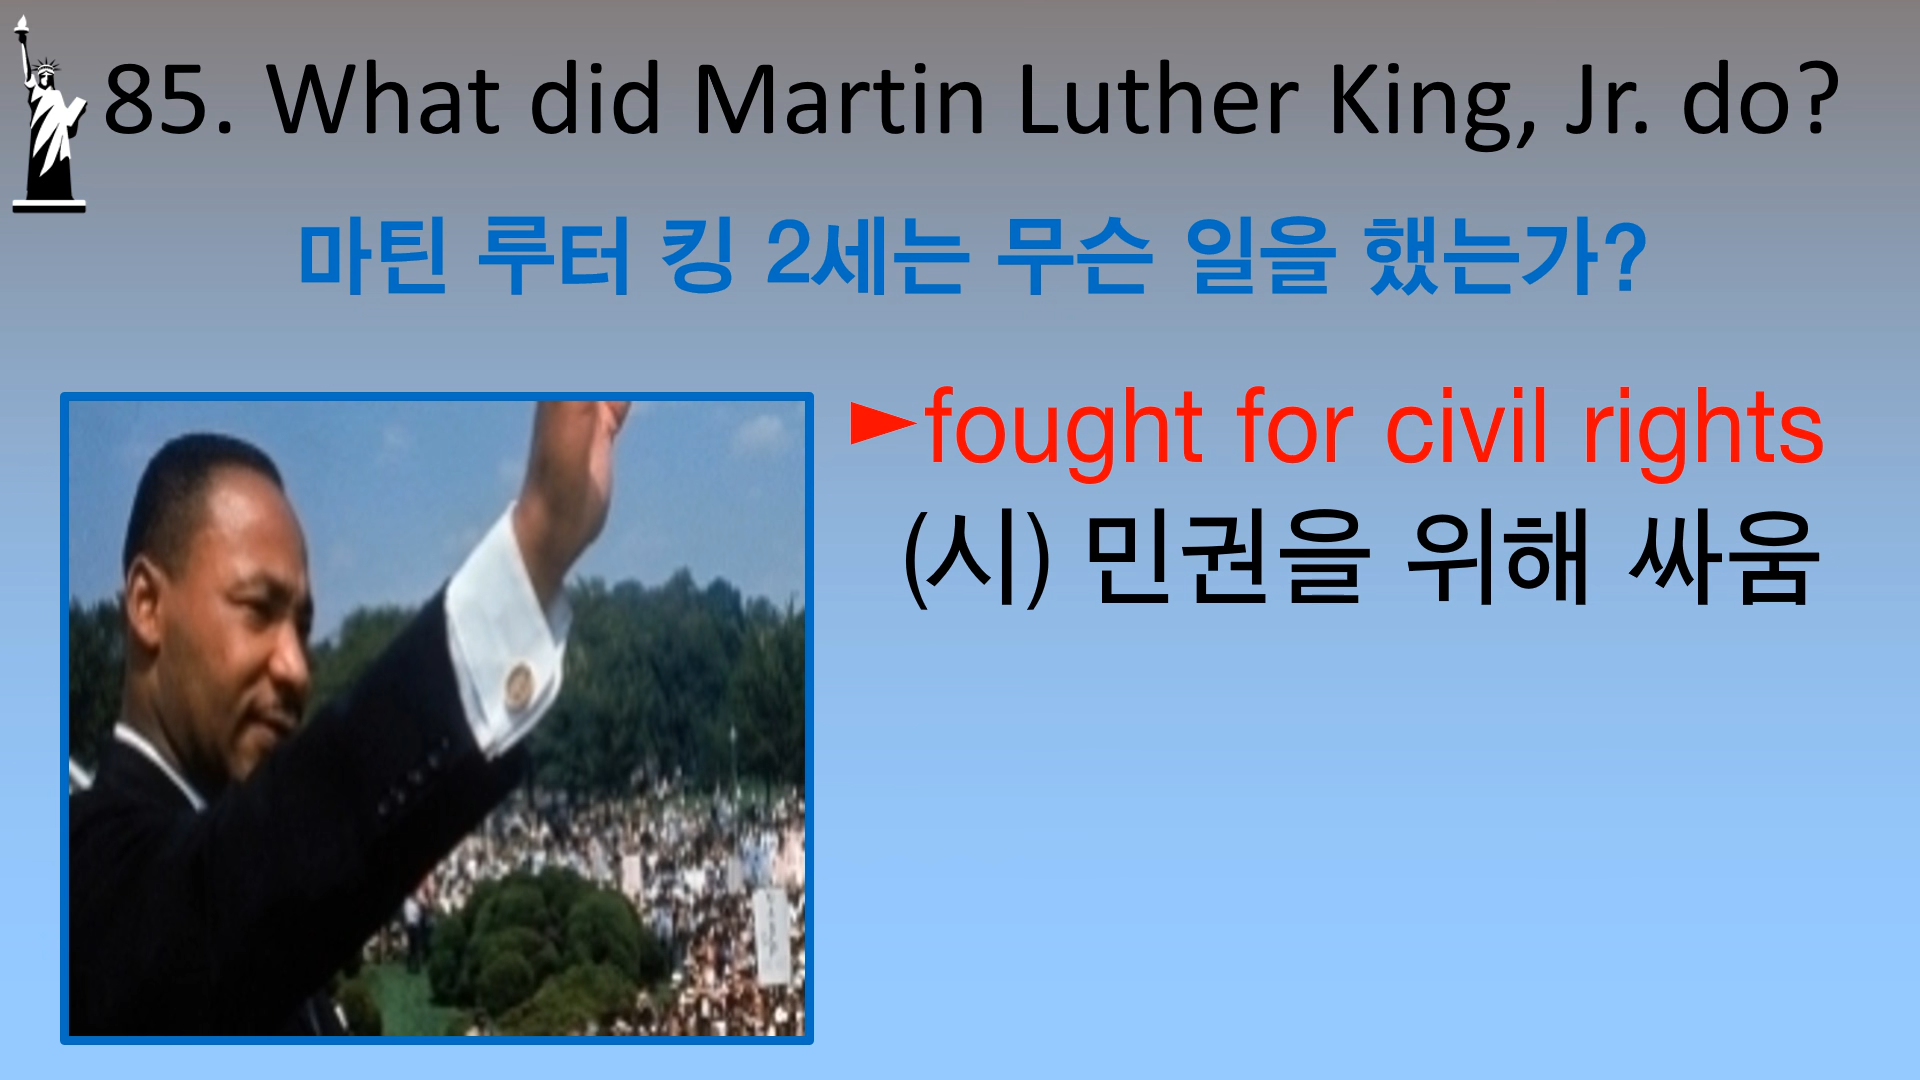 85. What did Martin Luther King, Jr. do?
마틴 루터 킹 2세는 무슨 일을 했는가?
►fought for civil rights
(시) 민권을 위해 싸움